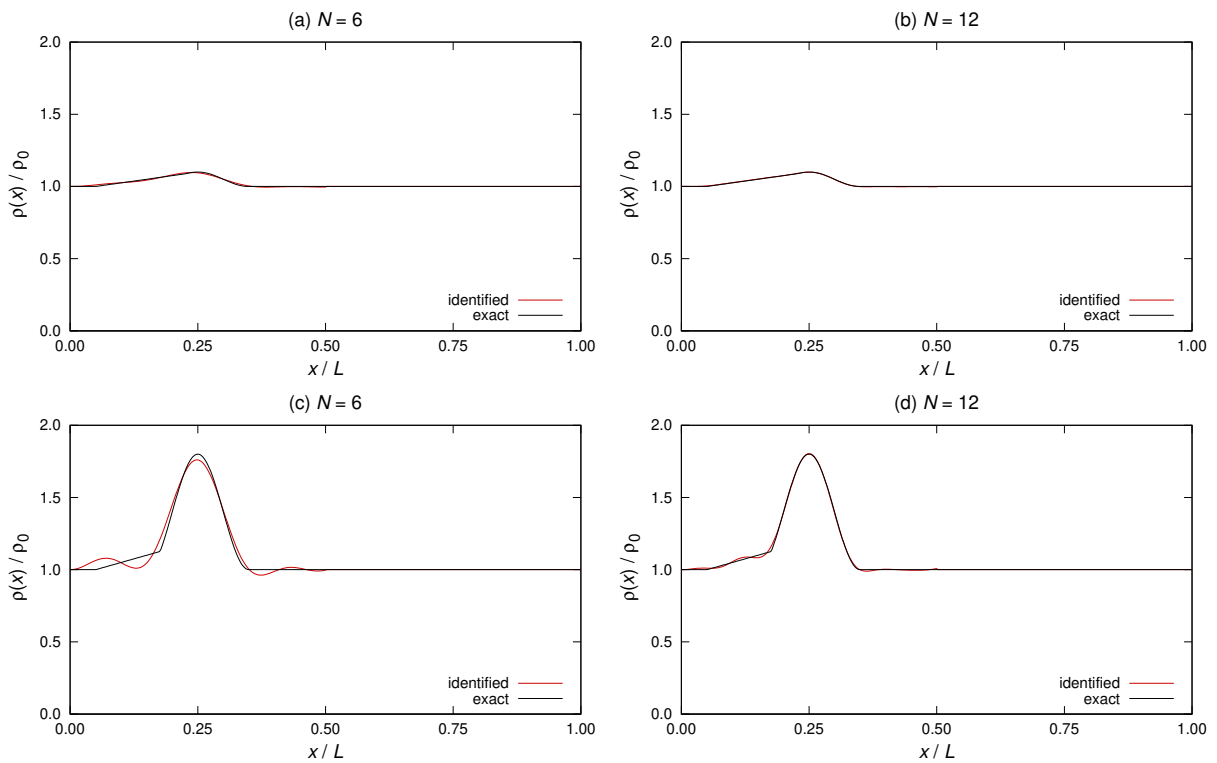 (a) N = 6
2.0
1.5
1.0
0.5
0.0
ρ(x) / ρ0
identified
exact
0.00 0.25 0.50 0.75 1.00
x / L
(b) N = 12
2.0
1.5
1.0
0.5
0.0
ρ(x) / ρ0
identified
exact
0.00 0.25 0.50 0.75 1.00
x / L
(c) N = 6
2.0
1.5
1.0
0.5
0.0
ρ(x) / ρ0
identified
exact
0.00 0.25 0.50 0.75 1.00
x / L
(d) N = 12
2.0
1.5
1.0
0.5
0.0
ρ(x) / ρ0
identified
exact
0.00 0.25 0.50 0.75 1.00
x / L